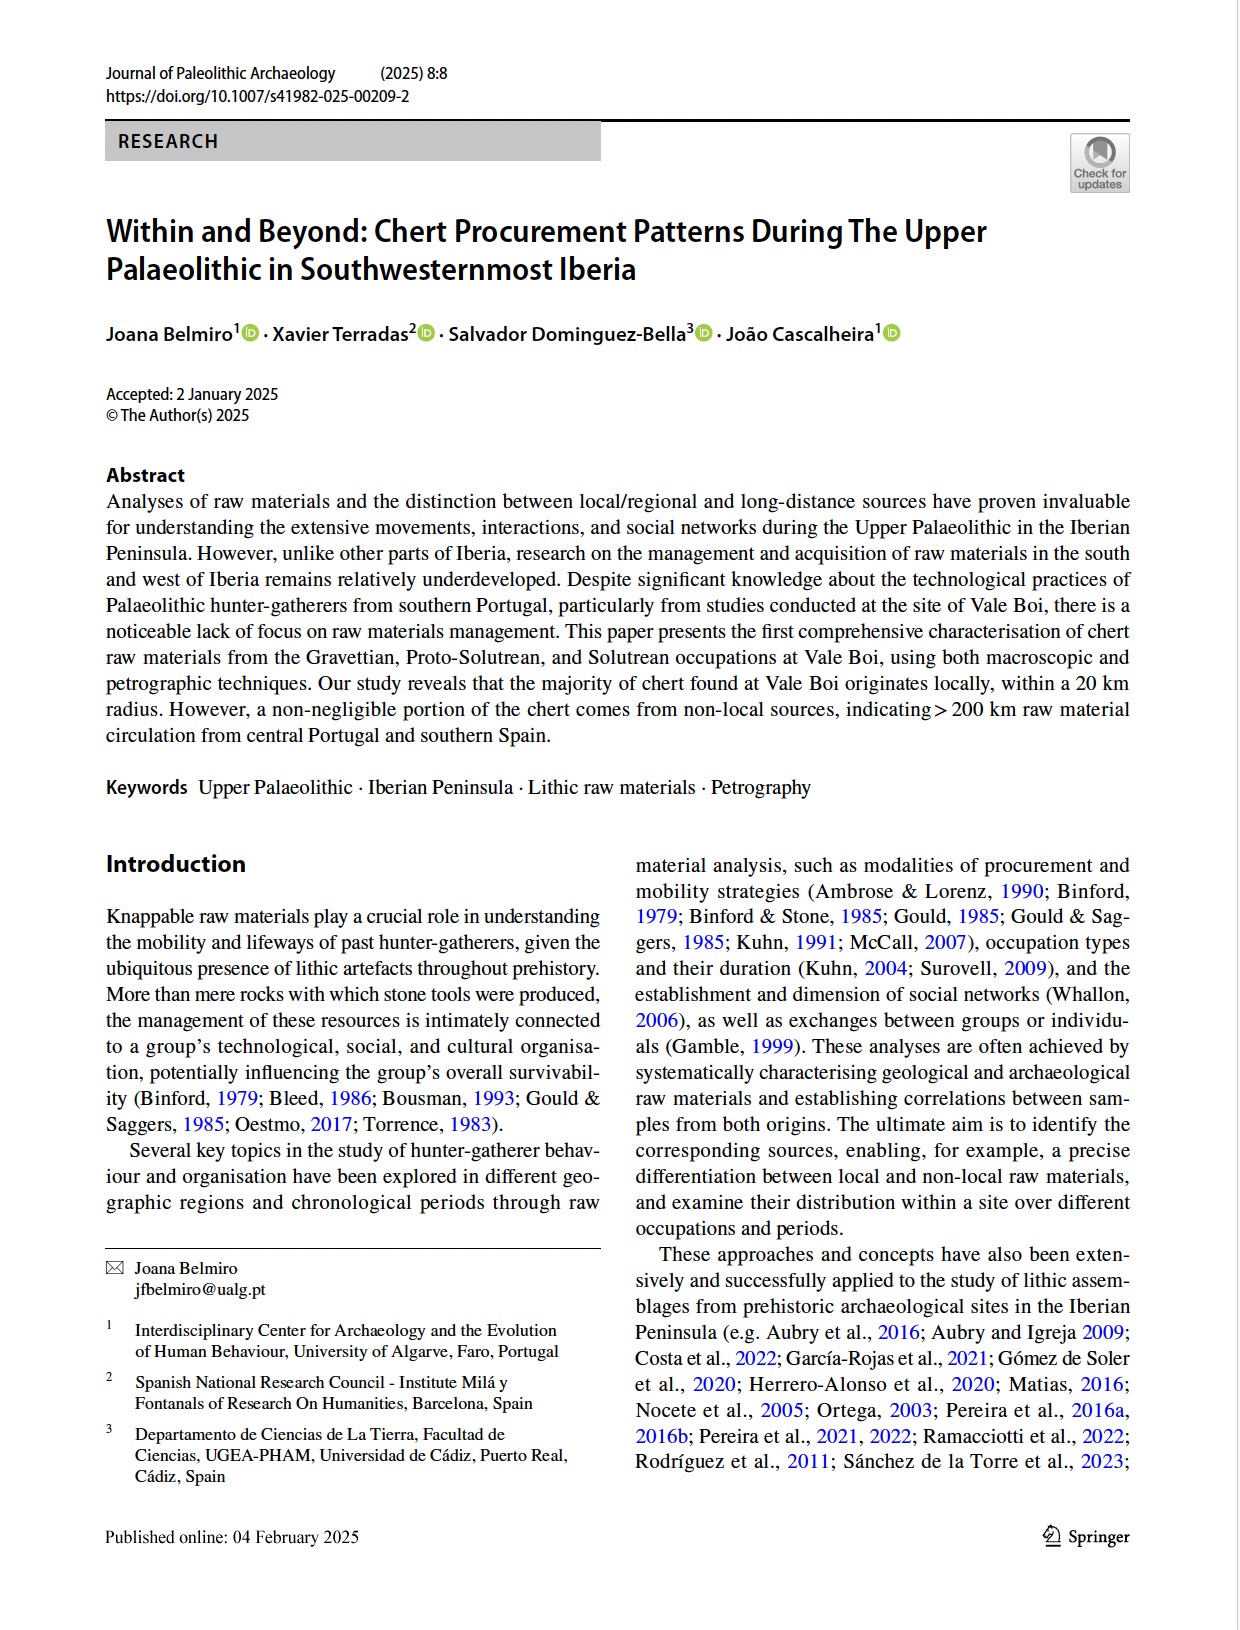 Journal of Paleolithic Archaeology (2025) 8:8
https://doi.org/10.1007/s41982-025-00209-2
RESEARCH
Check for
updates
Within and Beyond: Chert Procurement Patterns During The Upper
Palaeolithic in Southwesternmost Iberia
Joana Belmiro1 · Xavier Terradas2 · Salvador Dominguez-Bella3 · João Cascalheira1
Accepted: 2 January 2025
© The Author(s) 2025
Abstract
Analyses of raw materials and the distinction between local/regional and long-distance sources have proven invaluable
for understanding the extensive movements, interactions, and social networks during the Upper Palaeolithic in the Iberian
Peninsula. However, unlike other parts of Iberia, research on the management and acquisition of raw materials in the south
and west of Iberia remains relatively underdeveloped. Despite significant knowledge about the technological practices of
Palaeolithic hunter-gatherers from southern Portugal, particularly from studies conducted at the site of Vale Boi, there is a
noticeable lack of focus on raw materials management. This paper presents the first comprehensive characterisation of chert
raw materials from the Gravettian, Proto-Solutrean, and Solutrean occupations at Vale Boi, using both macroscopic and
petrographic techniques. Our study reveals that the majority of chert found at Vale Boi originates locally, within a 20 km
radius. However, a non-negligible portion of the chert comes from non-local sources, indicating > 200 km raw material
circulation from central Portugal and southern Spain.
Keywords Upper Palaeolithic · Iberian Peninsula · Lithic raw materials · Petrography
Introduction
Knappable raw materials play a crucial role in understanding
the mobility and lifeways of past hunter-gatherers, given the
ubiquitous presence of lithic artefacts throughout prehistory.
More than mere rocks with which stone tools were produced,
the management of these resources is intimately connected
to a group's technological, social, and cultural organisa-
tion, potentially influencing the group's overall survivabil-
ity (Binford, 1979; Bleed, 1986; Bousman, 1993; Gould &
Saggers, 1985; Oestmo, 2017; Torrence, 1983).
Several key topics in the study of hunter-gatherer behav-
iour and organisation have been explored in different geo-
graphic regions and chronological periods through raw
material analysis, such as modalities of procurement and
mobility strategies (Ambrose & Lorenz, 1990; Binford,
1979; Binford & Stone, 1985; Gould, 1985; Gould & Sag-
gers, 1985; Kuhn, 1991; McCall, 2007), occupation types
and their duration (Kuhn, 2004; Surovell, 2009), and the
establishment and dimension of social networks (Whallon,
2006), as well as exchanges between groups or individu-
als (Gamble, 1999). These analyses are often achieved by
systematically characterising geological and archaeological
raw materials and establishing correlations between sam-
ples from both origins. The ultimate aim is to identify the
corresponding sources, enabling, for example, a precise
differentiation between local and non-local raw materials,
and examine their distribution within a site over different
occupations and periods.
These approaches and concepts have also been exten-
sively and successfully applied to the study of lithic assem-
blages from prehistoric archaeological sites in the Iberian
Peninsula (e.g. Aubry et al., 2016; Aubry and Igreja 2009;
Costa et al., 2022; García-Rojas et al., 2021; Gómez de Soler
et al., 2020; Herrero-Alonso et al., 2020; Matias, 2016;
Nocete et al., 2005; Ortega, 2003; Pereira et al., 2016a,
2016b; Pereira et al., 2021, 2022; Ramacciotti et al., 2022;
Rodríguez et al., 2011; Sánchez de la Torre et al., 2023;
Joana Belmiro
jfbelmiro@ualg.pt
1 Interdisciplinary Center for Archaeology and the Evolution
of Human Behaviour, University of Algarve, Faro, Portugal
2 Spanish National Research Council - Institute Milá y
Fontanals of Research On Humanities, Barcelona, Spain
3 Departamento de Ciencias de La Tierra, Facultad de
Ciencias, UGEA-PHAM, Universidad de Cádiz, Puerto Real,
Cádiz, Spain
Published online: 04 February 2025
Springer